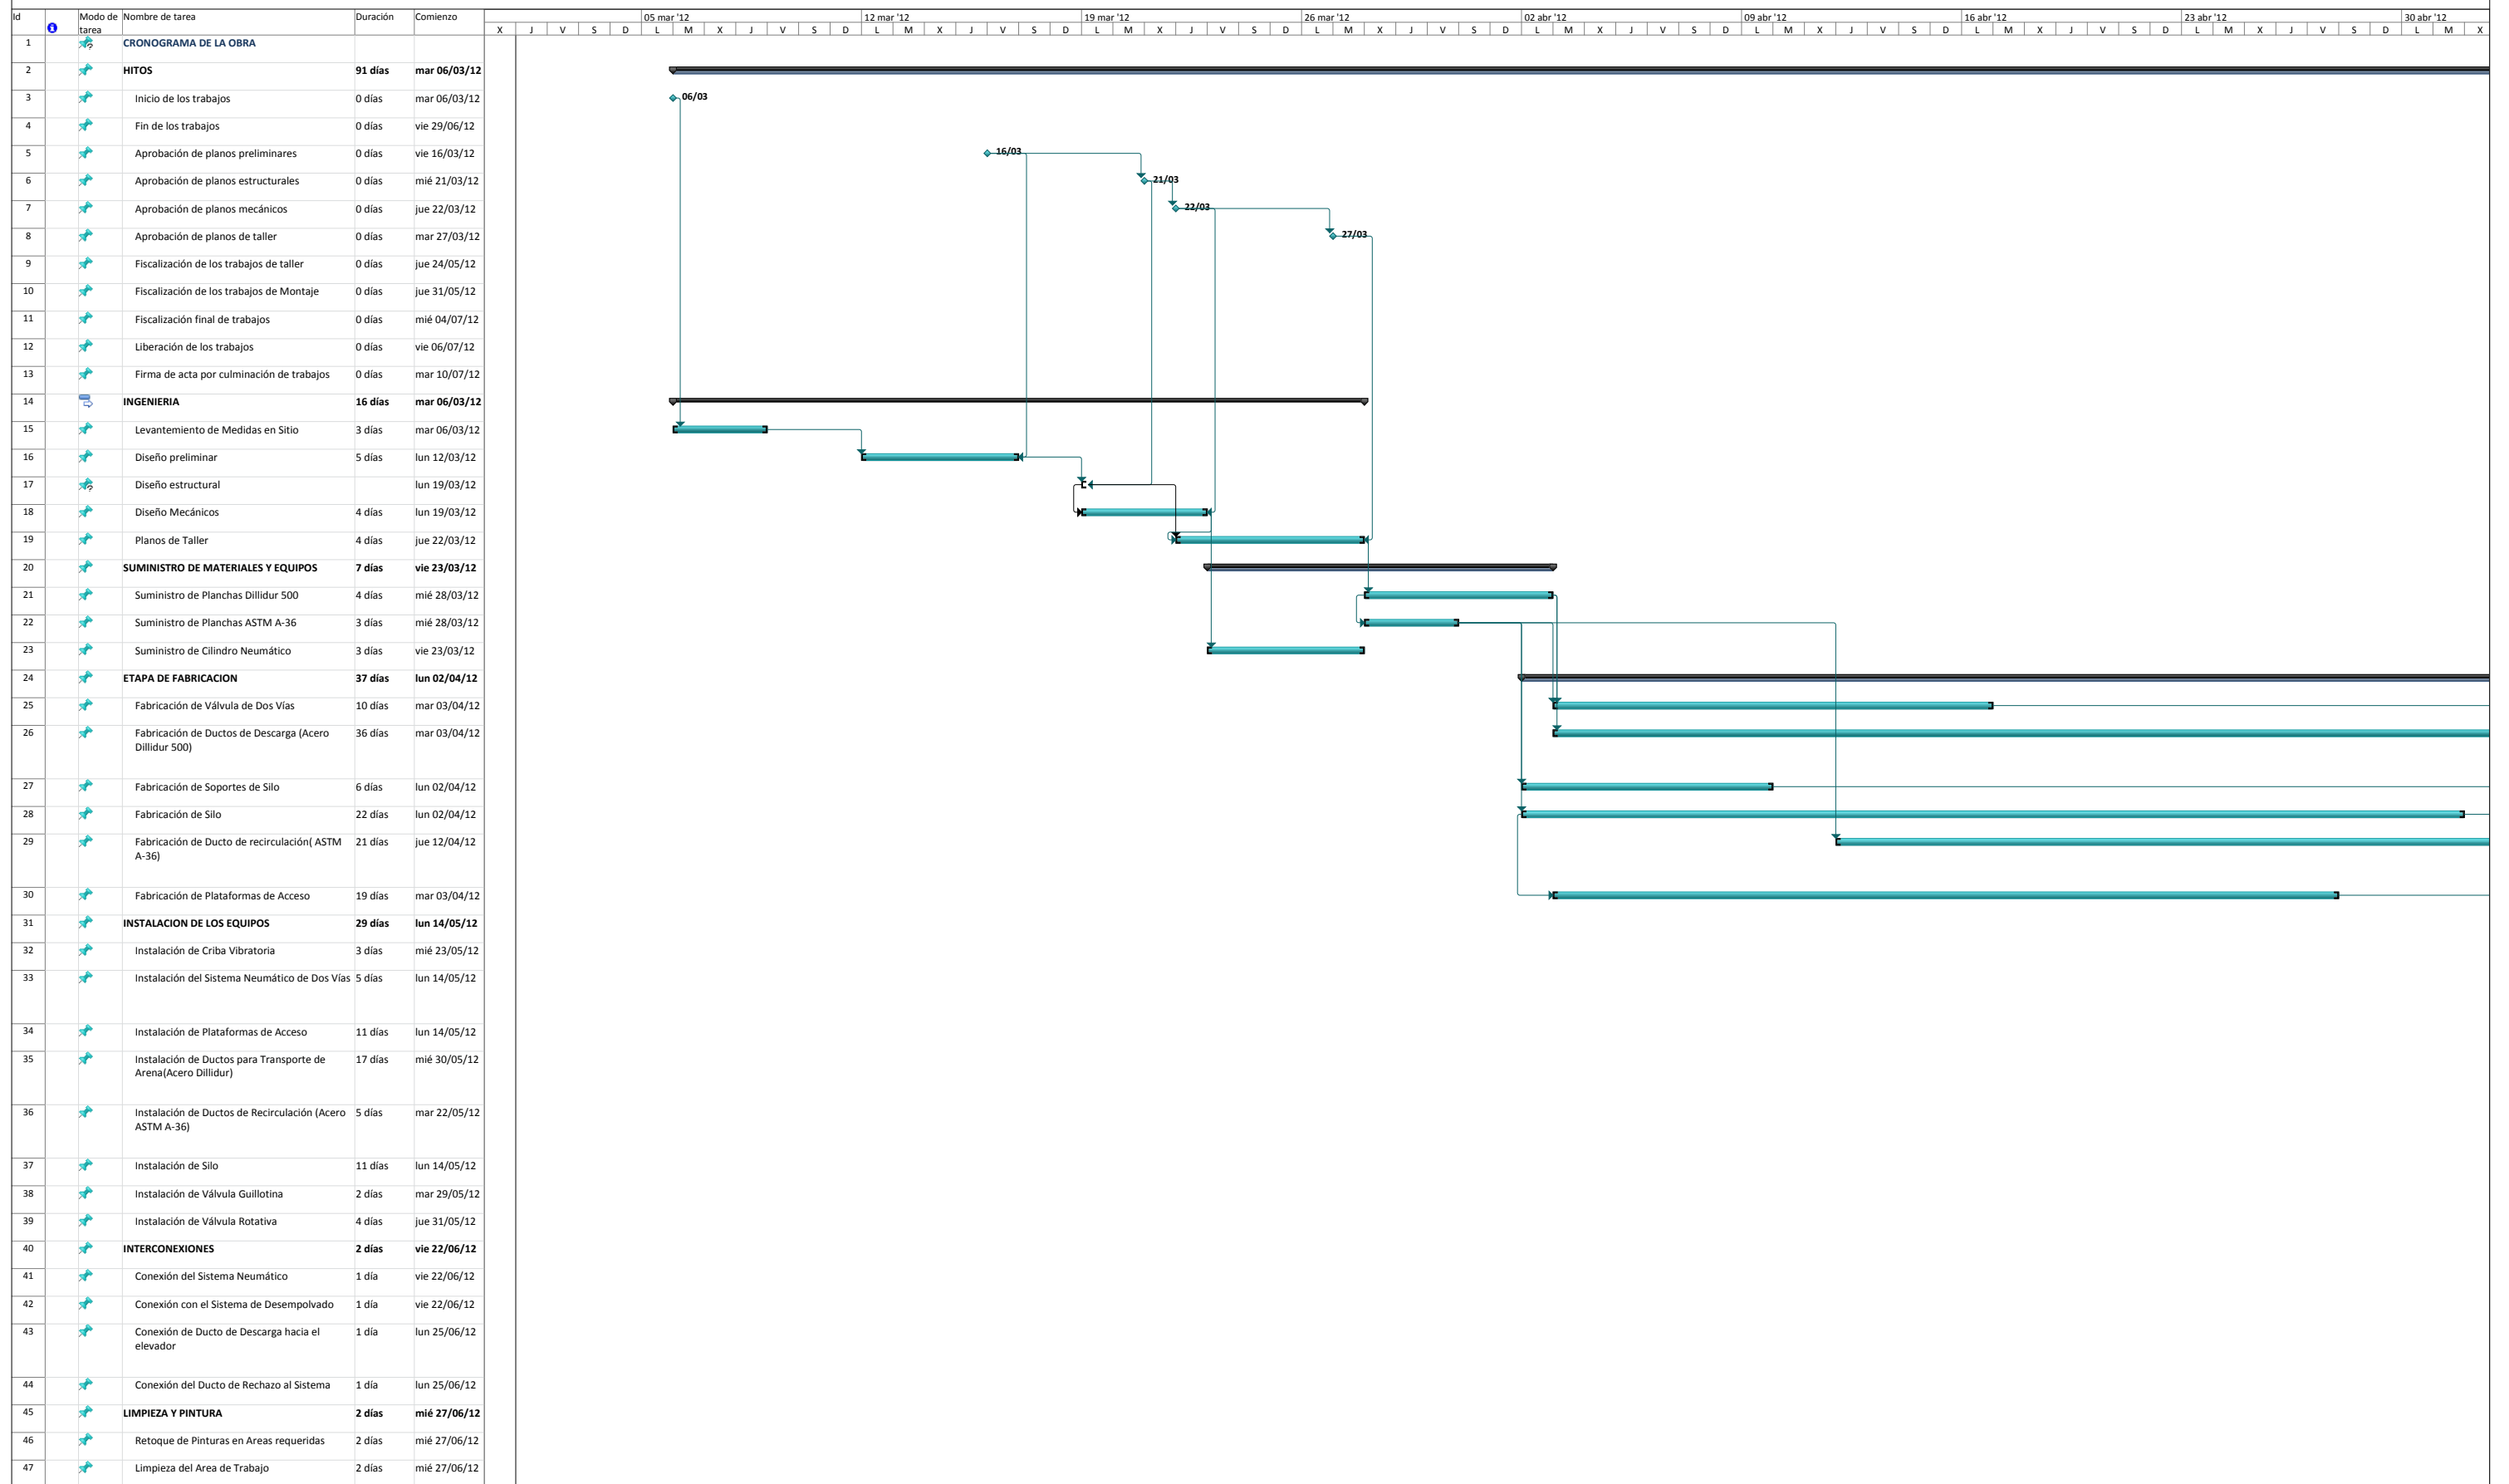 Id Modo de tarea Nombre de tarea Duración Comienzo
05 mar '12 12 mar '12 19 mar '12 26 mar '12 02 abr '12 09 abr '12 16 abr '12 23 abr '12 30 abr '12
X J V S D L M X J V S D L M X J V S D L M X J V S D L M X J V S D L M X J V S D L M X J V S D L M X J V S D L M X J V S D L M X
1 CRONOGRAMA DE LA OBRA
2 HITOS 91 días mar 06/03/12
3 Inicio de los trabajos 0 días mar 06/03/12 06/03
4 Fin de los trabajos 0 días vie 29/06/12
5 Aprobación de planos preliminares 0 días vie 16/03/12 16/03
6 Aprobación de planos estructurales 0 días mié 21/03/12 21/03
7 Aprobación de planos mecánicos 0 días jue 22/03/12 22/03
8 Aprobación de planos de taller 0 días mar 27/03/12 27/03
9 Fiscalización de los trabajos de taller 0 días jue 24/05/12
10 Fiscalización de los trabajos de Montaje 0 días jue 31/05/12
11 Fiscalización final de trabajos 0 días mié 04/07/12
12 Liberación de los trabajos 0 días vie 06/07/12
13 Firma de acta por culminación de trabajos 0 días mar 10/07/12
14 INGENIERIA 16 días mar 06/03/12
15 Levantamiento de Medidas en Sitio 3 días mar 06/03/12
16 Diseño preliminar 5 días lun 12/03/12
17 Diseño estructural lun 19/03/12
18 Diseño Mecánicos 4 días lun 19/03/12
19 Planos de Taller 4 días jue 22/03/12
20 SUMINISTRO DE MATERIALES Y EQUIPOS 7 días vie 23/03/12
21 Suministro de Planchas Dillidur 500 4 días mié 28/03/12
22 Suministro de Planchas ASTM A-36 3 días mié 28/03/12
23 Suministro de Cilindro Neumático 3 días vie 23/03/12
24 ETAPA DE FABRICACION 37 días lun 02/04/12
25 Fabricación de Válvula de Dos Vías 10 días mar 03/04/12
26 Fabricación de Ductos de Descarga (Acero 36 días mar 03/04/12
Dillidur 500)
27 Fabricación de Soportes de Silo 6 días lun 02/04/12
28 Fabricación de Silo 22 días lun 02/04/12
29 Fabricación de Ducto de recirculación( ASTM 21 días jue 12/04/12
A-36)
30 Fabricación de Plataformas de Acceso 19 días mar 03/04/12
31 INSTALACION DE LOS EQUIPOS 29 días lun 14/05/12
32 Instalación de Criba Vibratoria 3 días mié 23/05/12
33 Instalación del Sistema Neumático de Dos Vías 5 días lun 14/05/12
34 Instalación de Plataformas de Acceso 11 días lun 14/05/12
35 Instalación de Ductos para Transporte de 17 días mié 30/05/12
Arena(Acero Dillidur)
36 Instalación de Ductos de Recirculación (Acero 5 días mar 22/05/12
ASTM A-36)
37 Instalación de Silo 11 días lun 14/05/12
38 Instalación de Válvula Guillotina 2 días mar 29/05/12
39 Instalación de Válvula Rotativa 4 días jue 31/05/12
40 INTERCONEXIONES 2 días vie 22/06/12
41 Conexión del Sistema Neumático 1 día vie 22/06/12
42 Conexión con el Sistema de Desempolvado 1 día vie 22/06/12
43 Conexión de Ducto de Descarga hacia el 1 día lun 25/06/12
elevador
44 Conexión del Ducto de Rechazo al Sistema 1 día lun 25/06/12
45 LIMPIEZA Y PINTURA 2 días mié 27/06/12
46 Retoque de Pinturas en Areas requeridas 2 días mié 27/06/12
47 Limpieza del Area de Trabajo 2 días mié 27/06/12